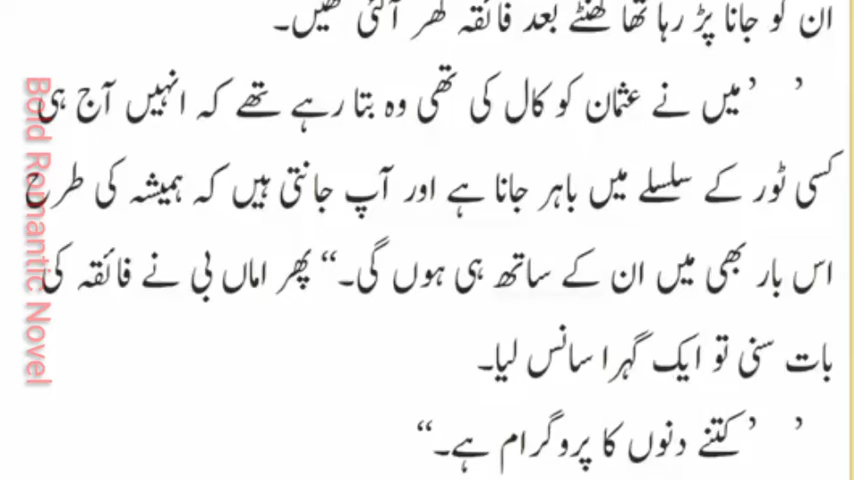 ان کو جانا پڑ رہا تھا گھنٹے بعد فائقہ گھر آگئی تھیں۔
’ ’میں نے عثمان کو کال کی تھی وہ بتا رہے تھے کہ انہیں آج ہی
کسی ٹور کے سلسلے میں باہر جانا ہے اور آپ جانتی ہیں کہ ہمیشہ کی طرح
اس بار بھی میں ان کے ساتھ ہی ہوں گی۔“ پھر اماں بی نے فائقہ کی
بات سنی تو ایک گہرا سانس لیا۔
’ ’کتنے دنوں کا پروگرام ہے۔“
Bold Romantic Novel